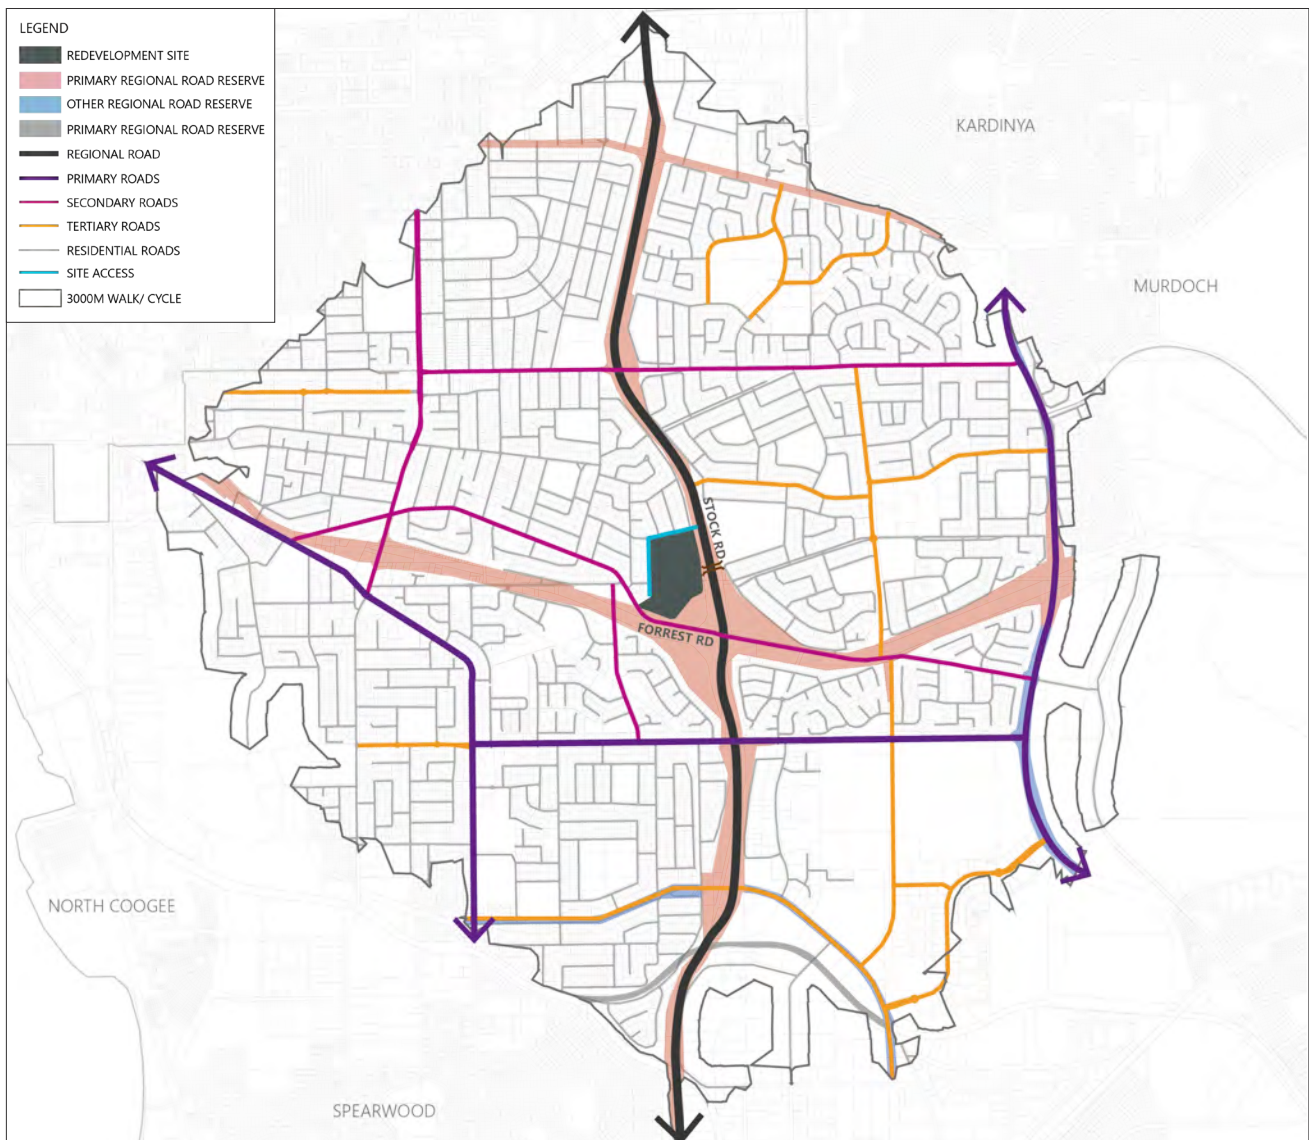 LEGEND
REDEVELOPMENT SITE
PRIMARY REGIONAL ROAD RESERVE
OTHER REGIONAL ROAD RESERVE
PRIMARY REGIONAL ROAD RESERVE
REGIONAL ROAD
PRIMARY ROADS
SECONDARY ROADS
TERTIARY ROADS
RESIDENTIAL ROADS
SITE ACCESS
3000M WALK/ CYCLE
KARDINYA
MURDOCH
STOCK RD
FORREST RD
NORTH COOGEE
SPEARWOOD